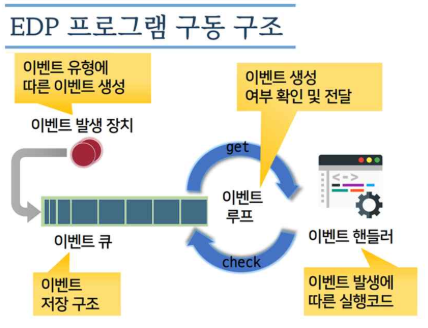 EDP 프로그램 구동 구조
이벤트 유형에
따른 이벤트 생성
이벤트 생성
여부 확인 및 전달
이벤트 발생 장치
get
<->
이벤트
루프
이벤트 큐
check
이벤트 핸들러
이벤트
저장 구조
이벤트 발생에
따른 실행코드